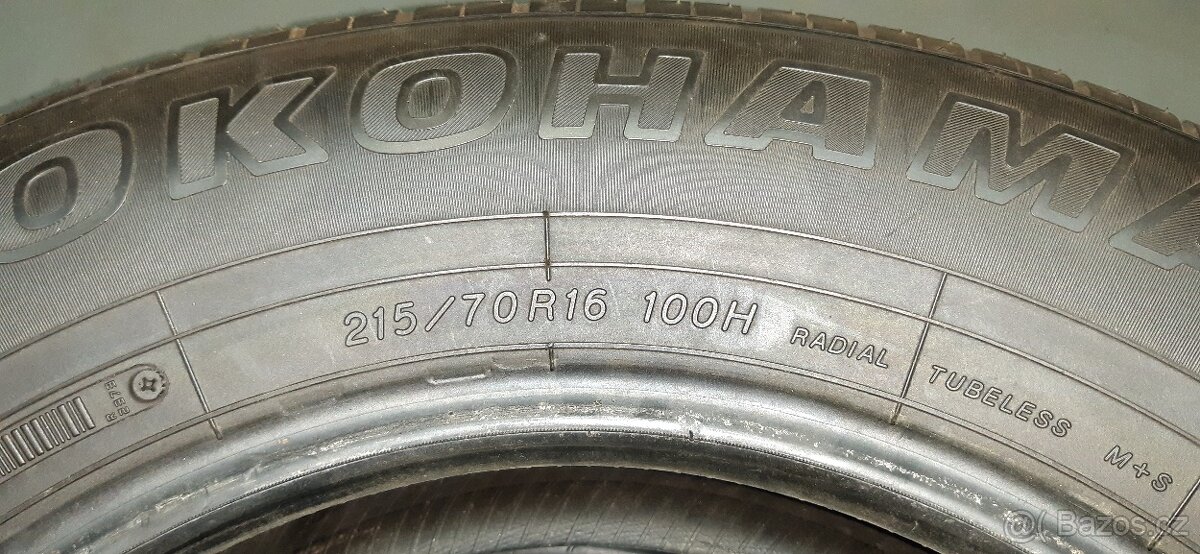 OKOHAMA
215/70R16 100H RADIAL TUBELESS M+S
Bazos.cz